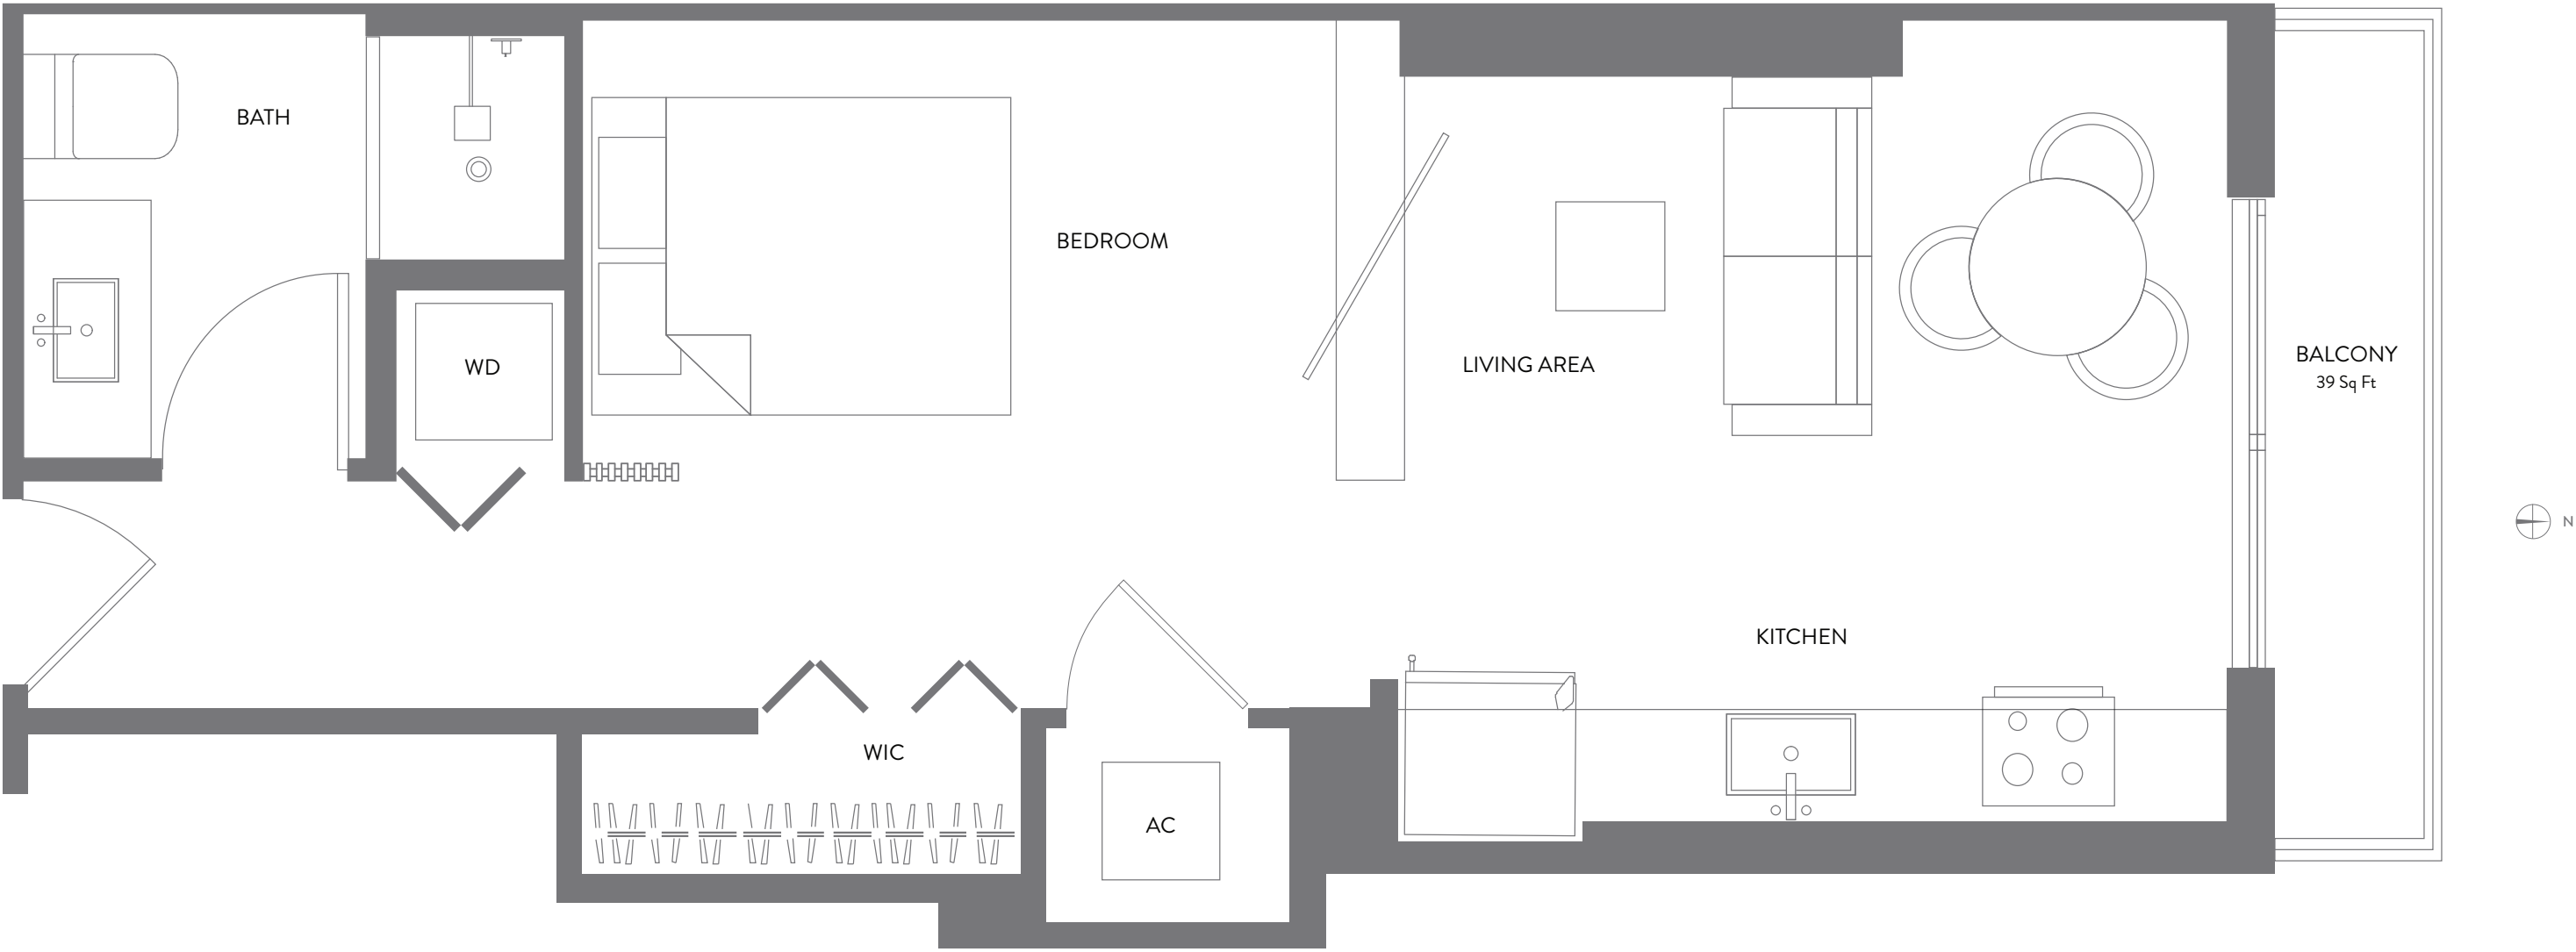 BATH
BEDROOM
WD
LIVING AREA
BALCONY
39 Sq Ft
N
KITCHEN
WIC
AC